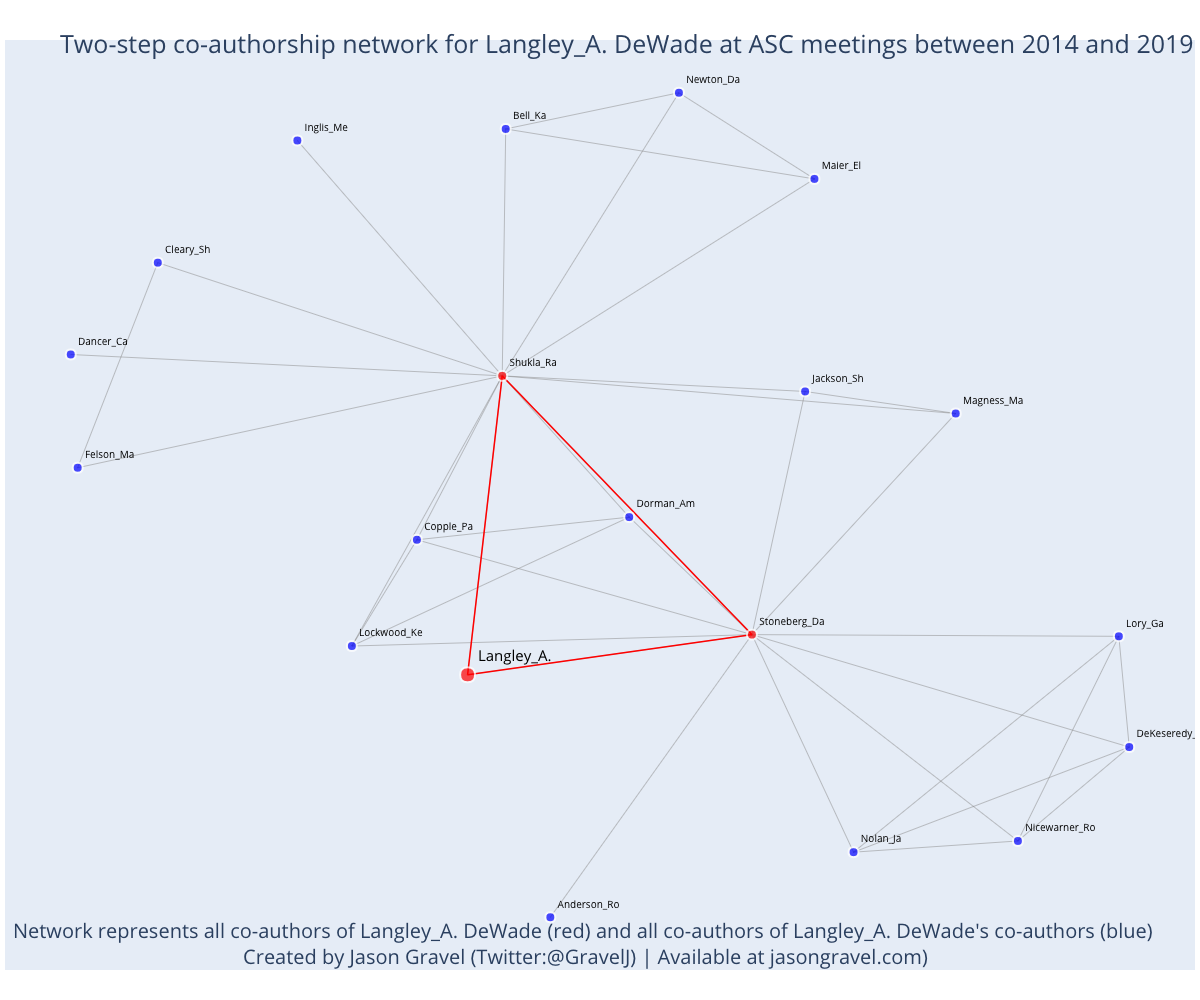 Two-step co-authorship network for Langley_A. DeWade at ASC meetings between 2014 and 2019
Newton_Da
Bell_Ka
Inglis_Me
Maier_El
Cleary_Sh
Dancer_Ca
Shukla_Ra
Jackson_Sh
Magness_Ma
Felson_Ma
Dorman_Am
Copple_Pa
Stoneberg_Da
Lory_Ga
Lockwood_Ke
Langley_A.
DeKeseredy_
Nicewarner_Ro
Nolan_Ja
Anderson_Ro
Network represents all co-authors of Langley_A. DeWade (red) and all co-authors of Langley_A. DeWade's co-authors (blue)
Created by Jason Gravel (Twitter:@GravelJ) | Available at jasongravel.com)